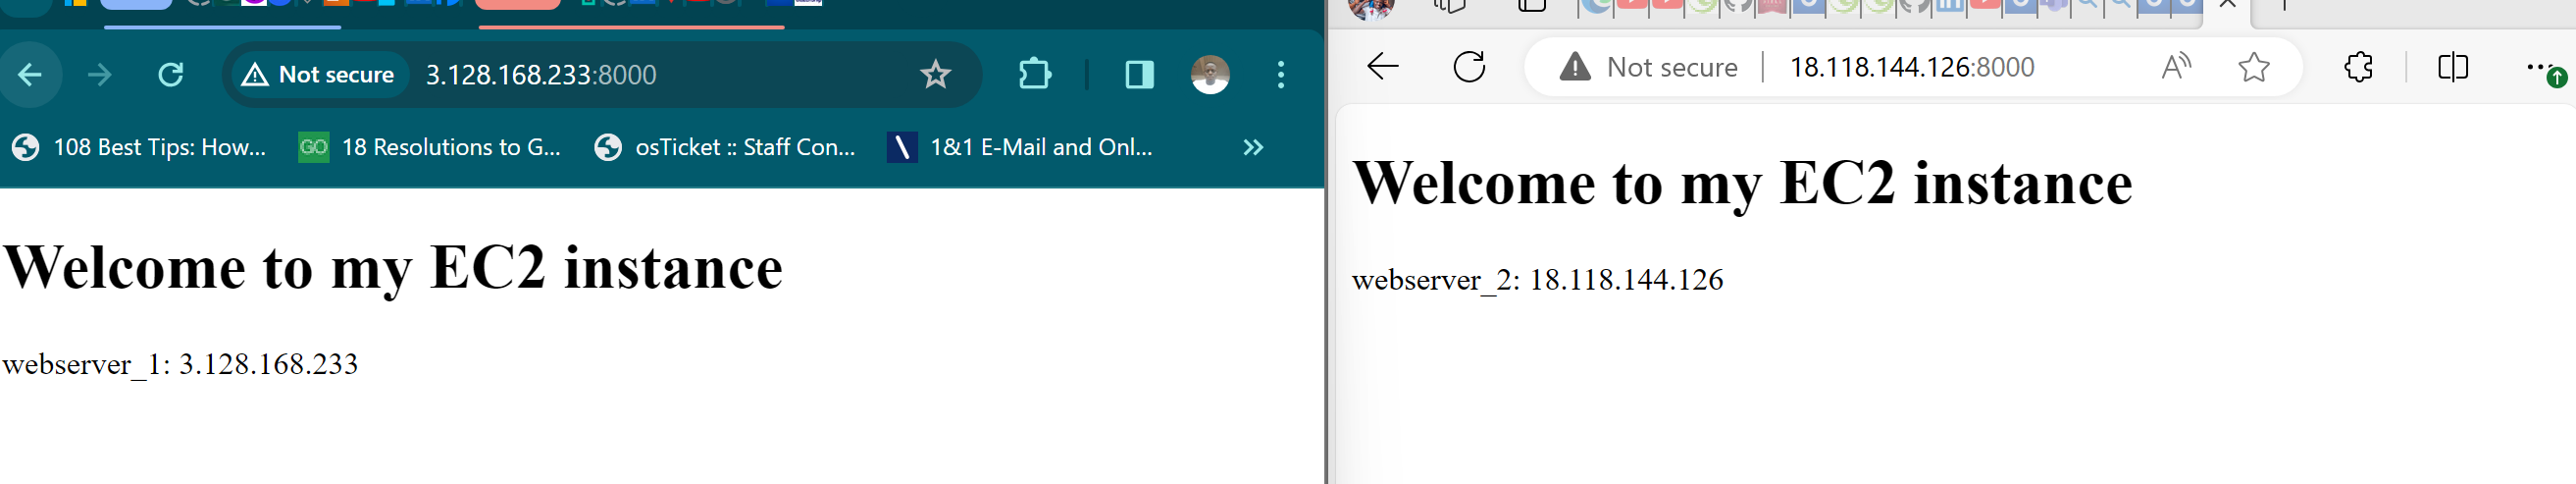 Not secure 3.128.168.233:8000
108 Best Tips: How... GO 18 Resolutions to G... osTicket :: Staff Con... 1&1 E-Mail and Onl...
Welcome to my EC2 instance
webserver_1: 3.128.168.233
Not secure 18.118.144.126:8000
Welcome to my EC2 instance
webserver_2: 18.118.144.126